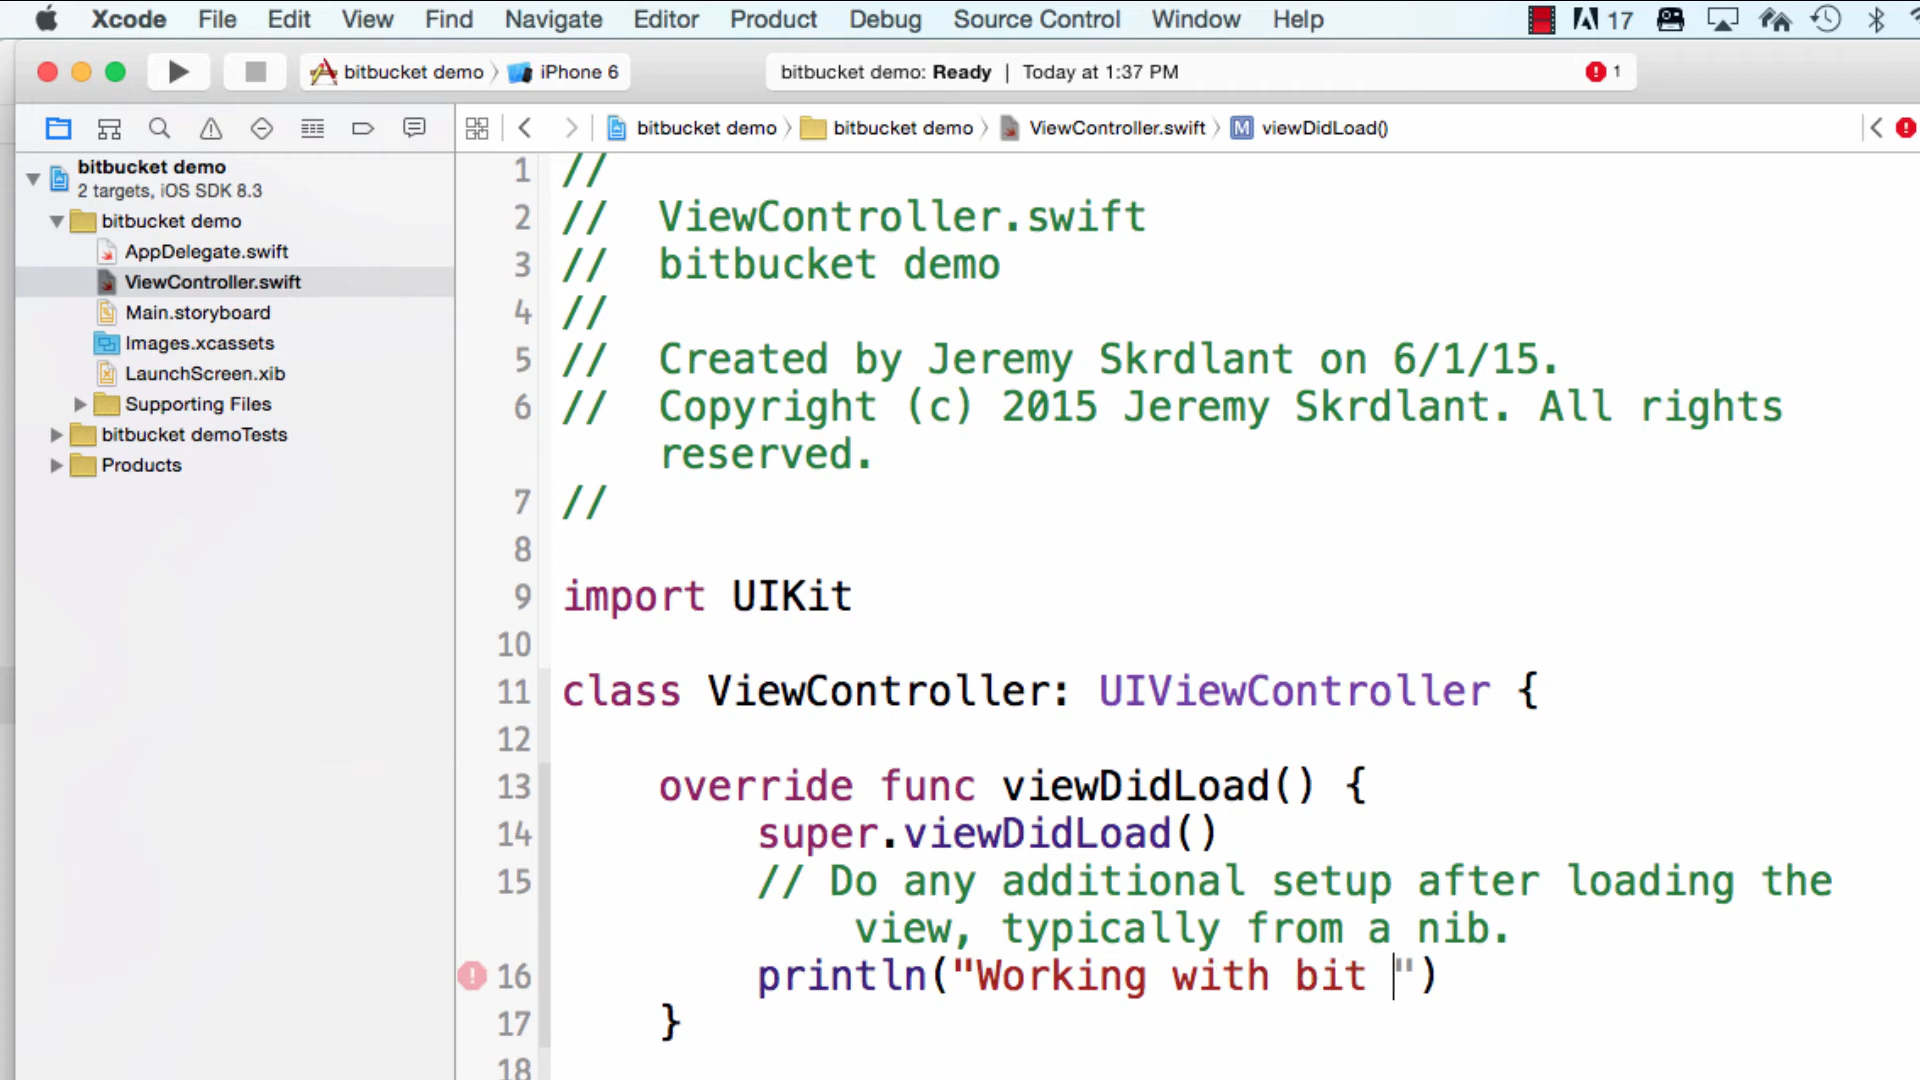 Xcode File Edit View Find Navigate Editor Product Debug Source Control Window Help 17
bitbucket demo iPhone 6
bitbucket demo: Ready | Today at 1:37 PM 1
bitbucket demo bitbucket demo ViewController.swift M viewDidLoad()
bitbucket demo
2 targets, iOS SDK 8.3
bitbucket demo
AppDelegate.swift
ViewController.swift
Main.storyboard
Images.xcassets
LaunchScreen.xib
Supporting Files
bitbucket demoTests
Products
1 //
2 // ViewController.swift
3 // bitbucket demo
4 //
5 // Created by Jeremy Skrdlant on 6/1/15.
6 // Copyright (c) 2015 Jeremy Skrdlant. All rights
reserved.
7 //
8
9 import UIKit
10
11 class ViewController: UIViewController {
12
13 override func viewDidLoad() {
14 super.viewDidLoad()
15 // Do any additional setup after loading the
view, typically from a nib.
16 println("Working with bit ")
17 }
18